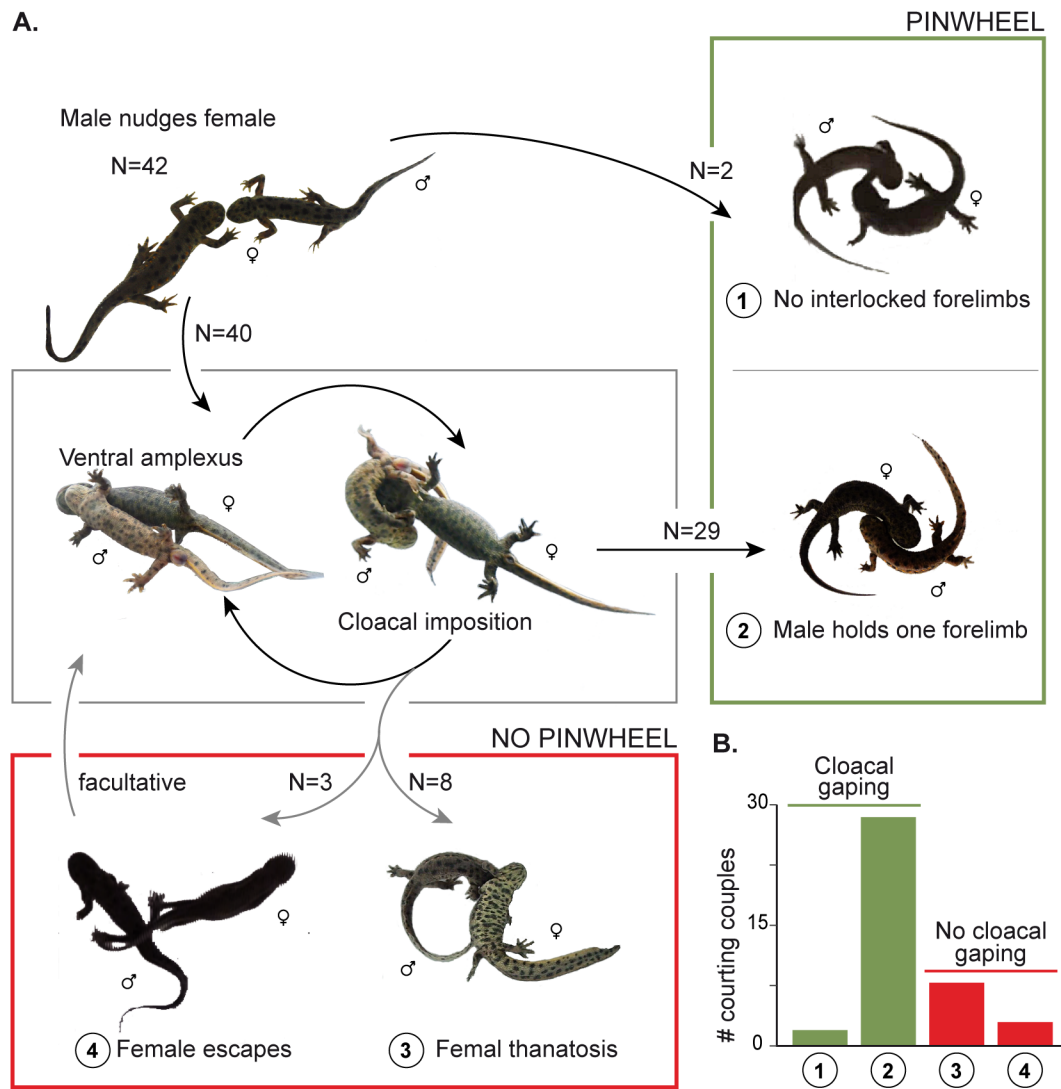 A.
PINWHEEL
Male nudges female
N=42
♂
♀
N=2
♂
♀
1 No interlocked forelimbs
N=40
Ventral amplexus
♀
♂
♀
♂
Cloacal imposition
N=29
♀
♂
2 Male holds one forelimb
NO PINWHEEL
facultative
N=3
N=8
♀
♂
4 Female escapes
♀
♂
3 Femal thanatosis
B.
Cloacal
gaping
No cloacal
gaping
# courting couples
30
15
0
1 2 3 4